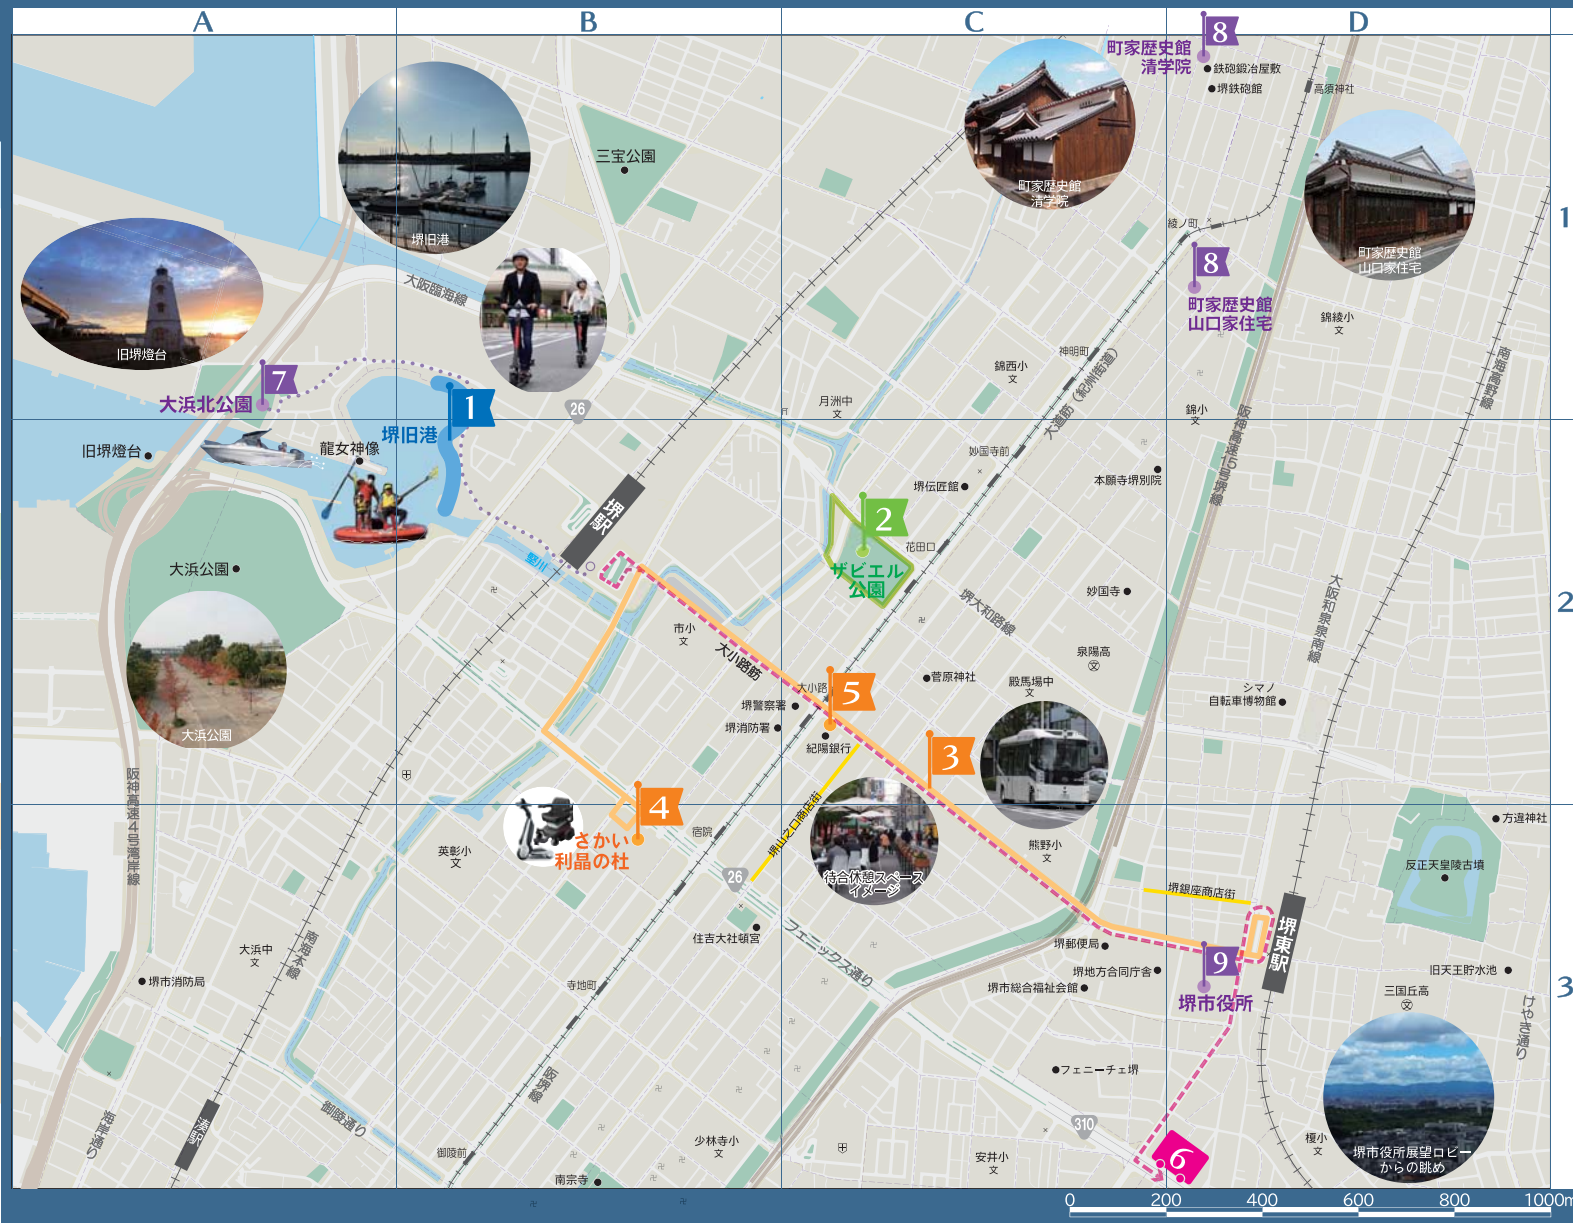 A
B
C
D
1
2
3
8
町家歴史館
清学院
鉄砲鍛冶屋敷
堺鉄砲館
高須神社
町家歴史館
清学院
町家歴史館
山口家住宅
綾ノ町
8
町家歴史館
山口家住宅
錦綾小
文
南海高野線
三宝公園
堺旧港
旧堺燈台
大阪臨海線
7
大浜北公園
1
堺旧港
26
旧堺燈台
龍女神像
月洲中
文
錦西小
文
神明町
大道筋（紀州街道）
錦小
文
阪神高速15号堺線
妙国寺前
堺伝匠館
本願寺堺別院
堺駅
2
ザビエル
公園
花田口
竪川
大浜公園
大浜公園
妙国寺
堺大和路線
大阪和泉泉南線
市小
文
大小路筋
泉陽高
文
菅原神社
殿馬場中
文
シマノ
自転車博物館
大小路
5
堺警察署
堺消防署
紀陽銀行
3
阪神高速4号湾岸線
4
さかい
利晶の杜
英彰小
文
宿院
堺山之口商店街
待合休憩スペース
イメージ
熊野小
文
方違神社
反正天皇陵古墳
26
堺銀座商店街
住吉大社頓宮
フェニックス通り
堺東駅
堺郵便局
9
堺市役所
堺地方合同庁舎
堺市総合福祉会館
旧天王貯水池
三国丘高
文
けやき通り
大浜中
文
南海本線
堺市消防局
寺地町
阪堺線
フェニーチェ堺
310
6
御陵通り
海岸通り
湊駅
御陵前
少林寺小
文
南宗寺
安井小
文
榎小
文
堺市役所展望ロビー
からの眺め
0 200 400 600 800 1000m